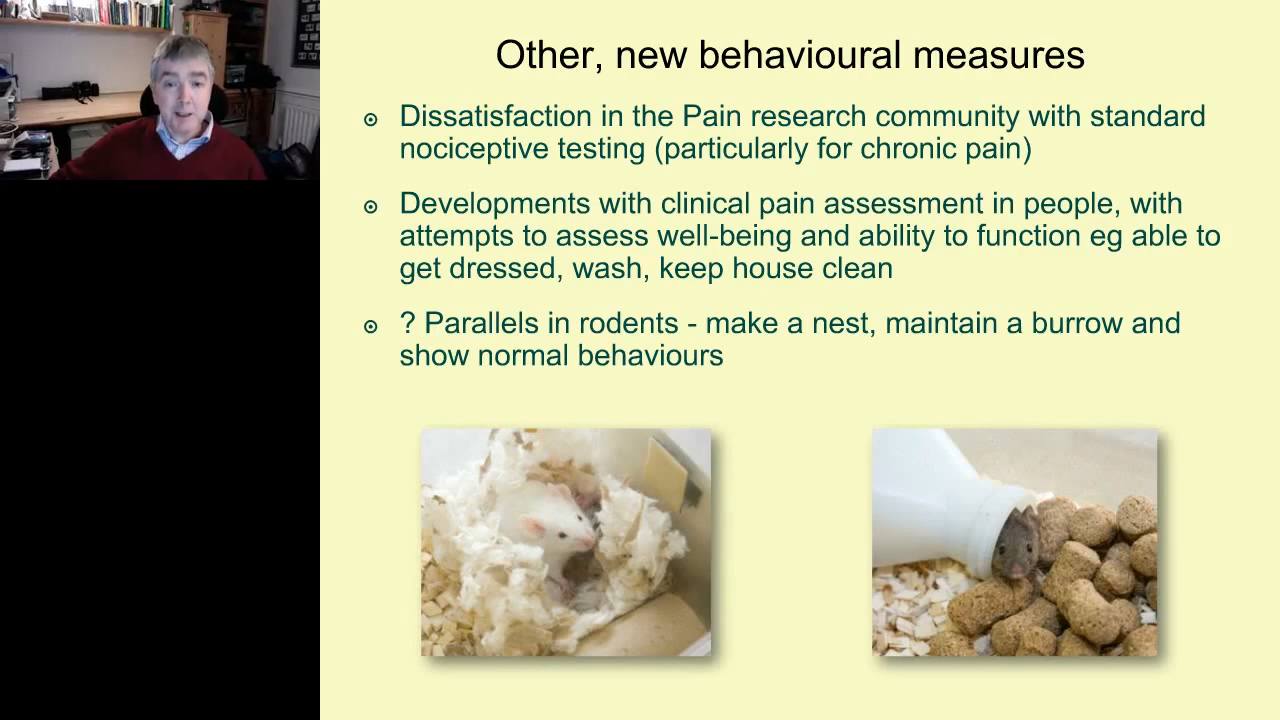 Other, new behavioural measures
Dissatisfaction in the Pain research community with standard
nociceptive testing (particularly for chronic pain)
Developments with clinical pain assessment in people, with
attempts to assess well-being and ability to function eg able to
get dressed, wash, keep house clean
? Parallels in rodents - make a nest, maintain a burrow and
show normal behaviours